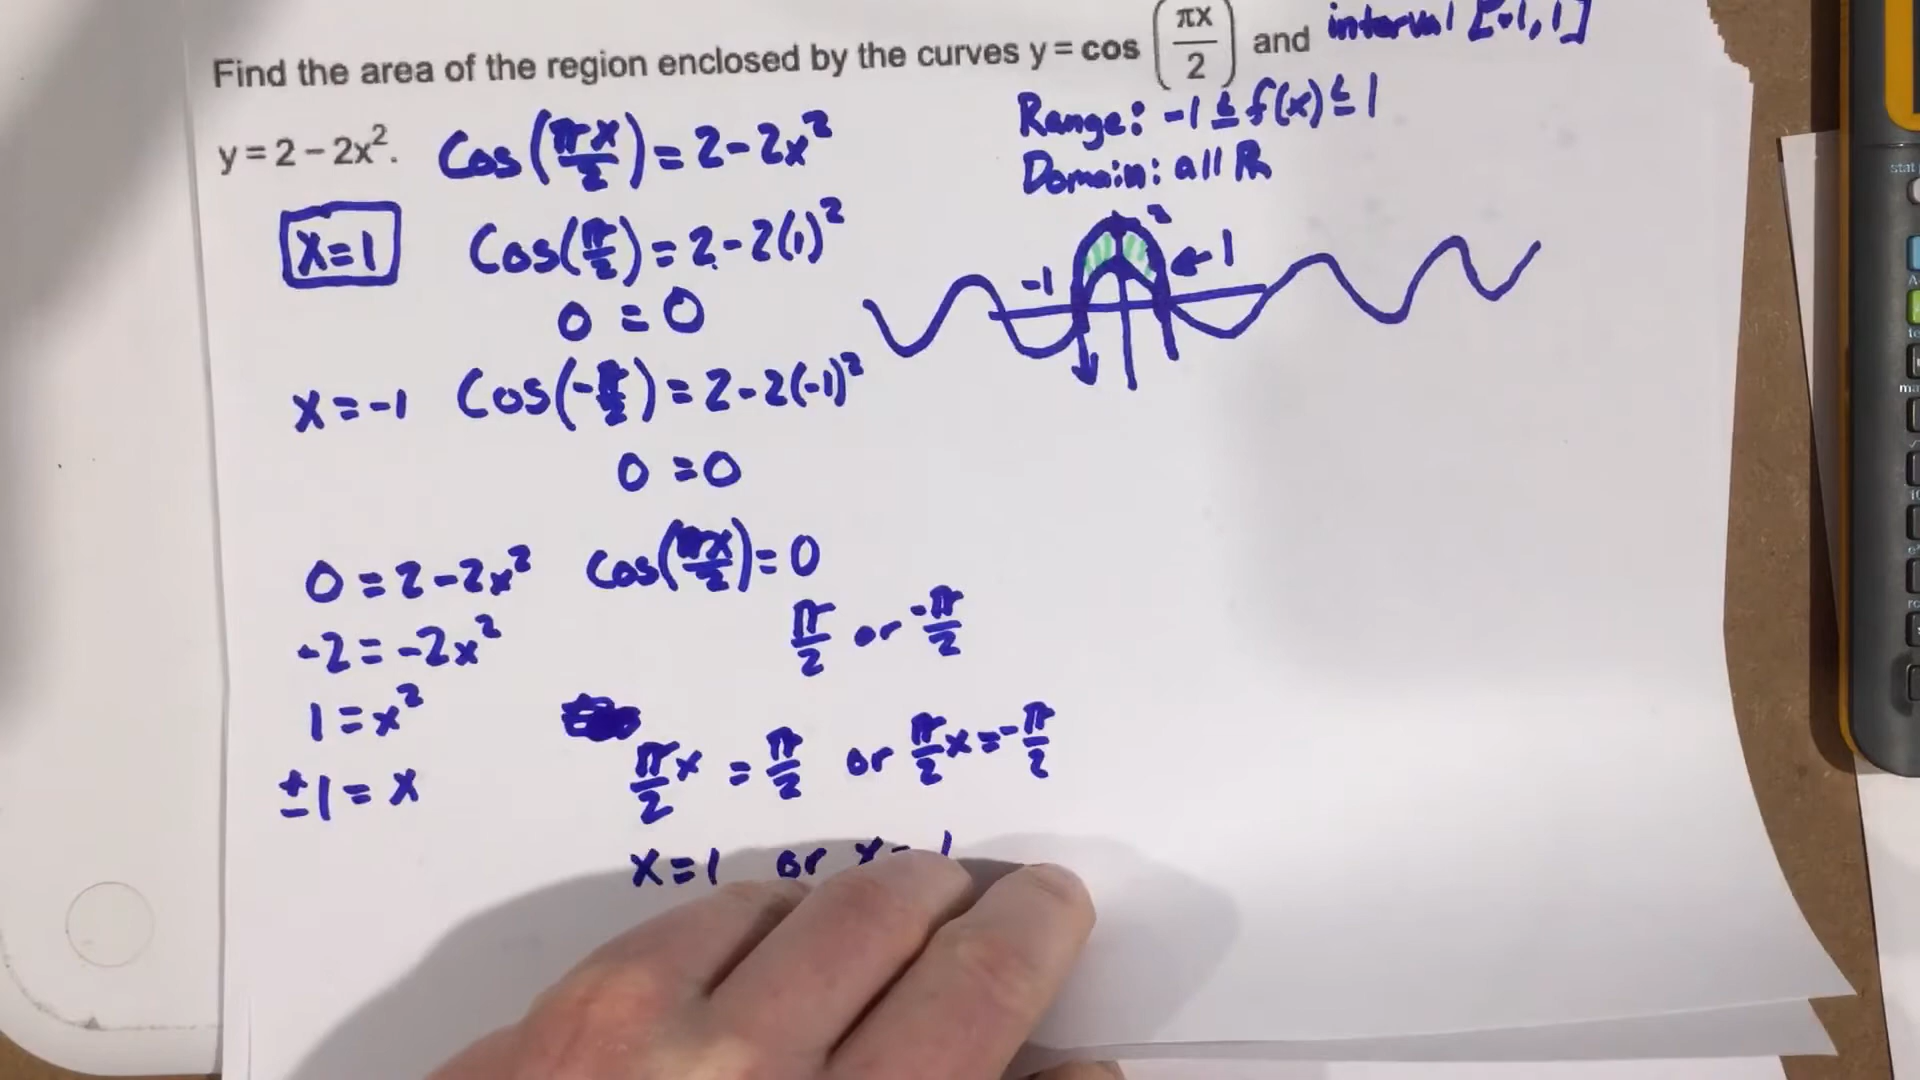 Find the area of the region enclosed by the curves y = cos (πx/2) and interval [-1, 1]
y = 2 – 2x².
Cos(πx/2) = 2 - 2x²
Range: -1 ≤ f(x) ≤ 1
Domain: all ℝ
x=1
Cos(π/2) = 2 - 2(1)²
0 = 0
2
-1
←1
x = -1
Cos(-π/2) = 2 - 2(-1)²
0 = 0
0 = 2 - 2x²
-2 = -2x²
1 = x²
±1 = x
Cos(πx/2) = 0
π/2 or -π/2
π/2 x = π/2 or π/2 x = -π/2
x = 1 or x = -1
stat